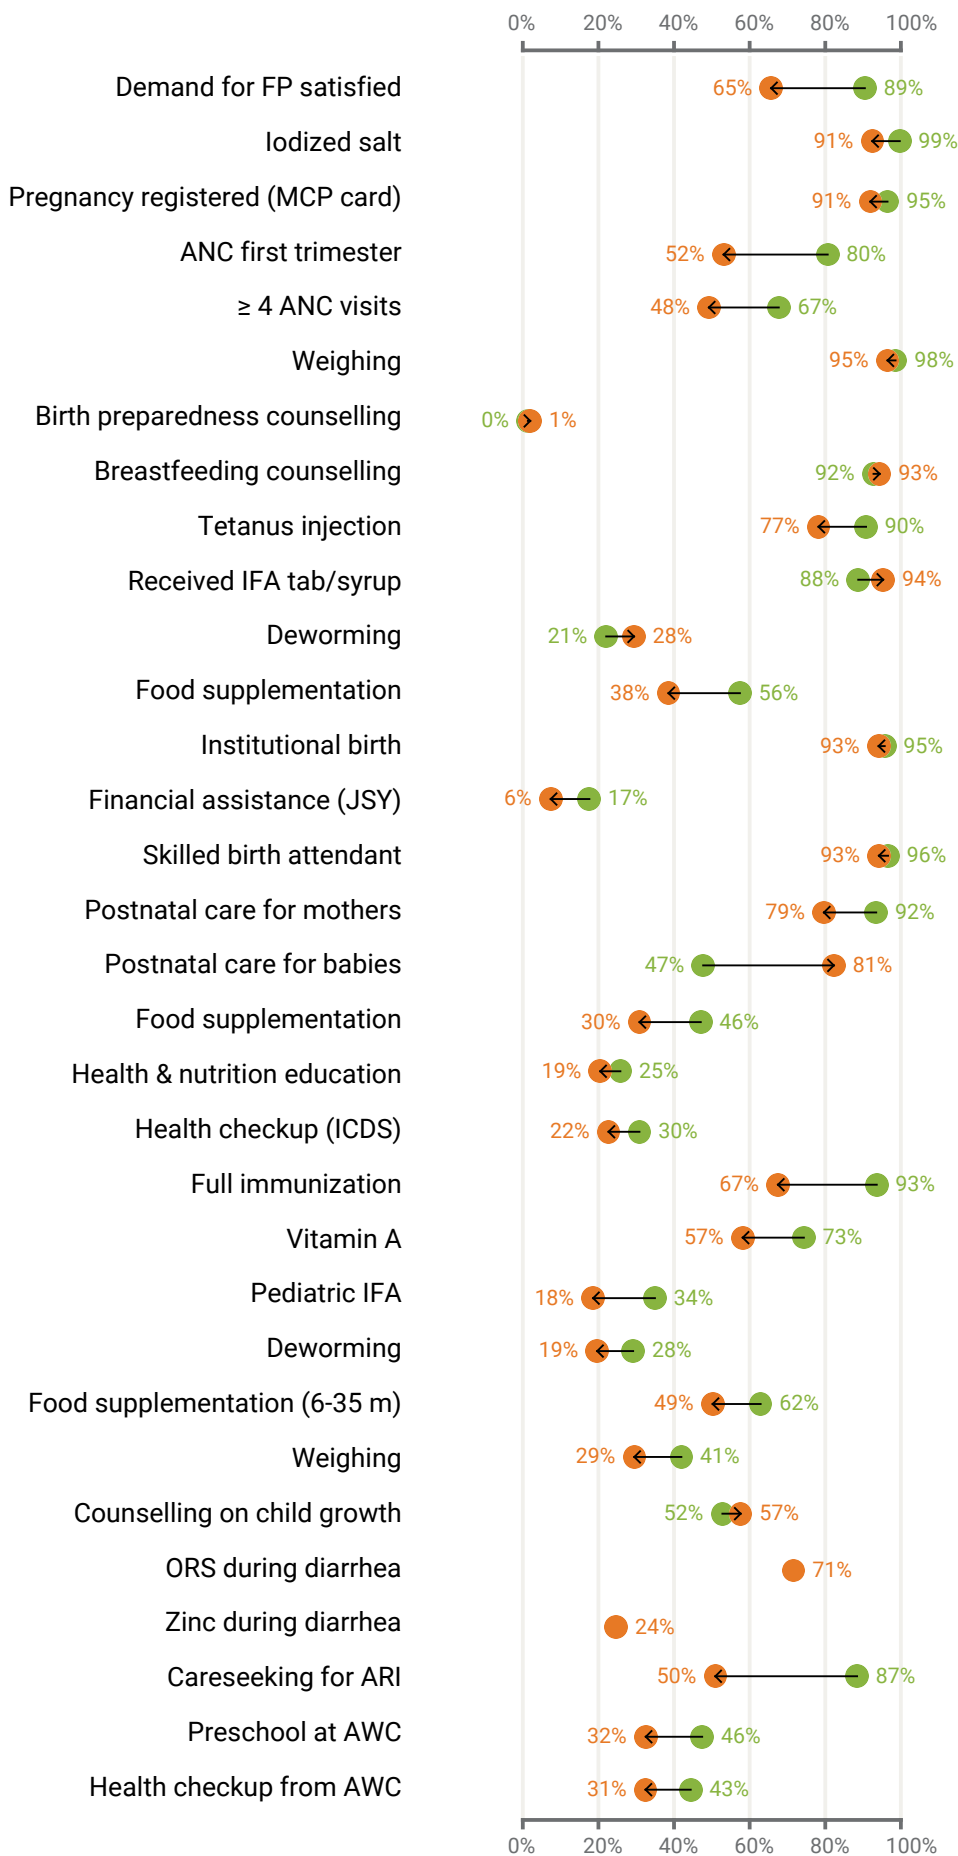 0% 20% 40% 60% 80% 100%
Demand for FP satisfied 65% 89%
Iodized salt 91% 99%
Pregnancy registered (MCP card) 91% 95%
ANC first trimester 52% 80%
≥ 4 ANC visits 48% 67%
Weighing 95% 98%
Birth preparedness counselling 0% 1%
Breastfeeding counselling 92% 93%
Tetanus injection 77% 90%
Received IFA tab/syrup 88% 94%
Deworming 21% 28%
Food supplementation 38% 56%
Institutional birth 93% 95%
Financial assistance (JSY) 6% 17%
Skilled birth attendant 93% 96%
Postnatal care for mothers 79% 92%
Postnatal care for babies 47% 81%
Food supplementation 30% 46%
Health & nutrition education 19% 25%
Health checkup (ICDS) 22% 30%
Full immunization 67% 93%
Vitamin A 57% 73%
Pediatric IFA 18% 34%
Deworming 19% 28%
Food supplementation (6-35 m) 49% 62%
Weighing 29% 41%
Counselling on child growth 52% 57%
ORS during diarrhea 71%
Zinc during diarrhea 24%
Careseeking for ARI 50% 87%
Preschool at AWC 32% 46%
Health checkup from AWC 31% 43%
0% 20% 40% 60% 80% 100%